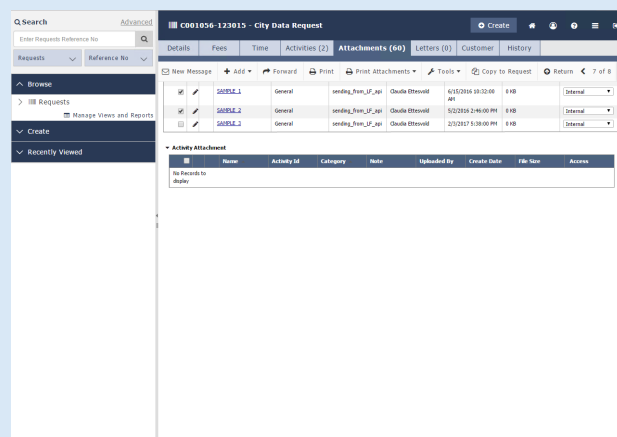 Search Advanced
Enter Requests Reference No
Requests Reference No
Browse
Requests
Manage Views and Reports
Create
Recently Viewed
C001056-123015 - City Data Request
Create
Details Fees Time Activities (2) Attachments (60) Letters (0) Customer History
New Message Add Forward Print Print Attachments Tools Copy to Request Return 7 of 8
SAMPLE 1 General sending_from_LF_api Claudia Ettesvold 6/15/2016 10:32:00 AM 0 KB Internal
SAMPLE 2 General sending_from_LF_api Claudia Ettesvold 5/2/2016 2:46:00 PM 0 KB Internal
SAMPLE 3 General sending_from_LF_api Claudia Ettesvold 2/3/2017 5:38:00 PM 0 KB Internal
Activity Attachment
Name Activity Id Category Note Uploaded By Create Date File Size Access
No Records to
display